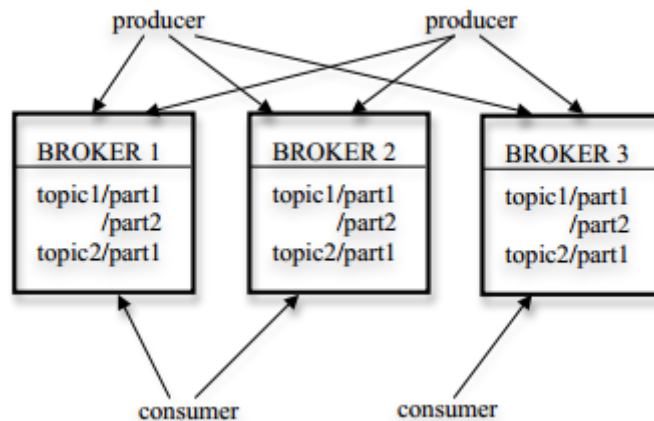 producer producer
BROKER 1 BROKER 2 BROKER 3
topic1/part1 topic1/part1 topic1/part1
/part2 /part2 /part2
topic2/part1 topic2/part1 topic2/part1
consumer consumer